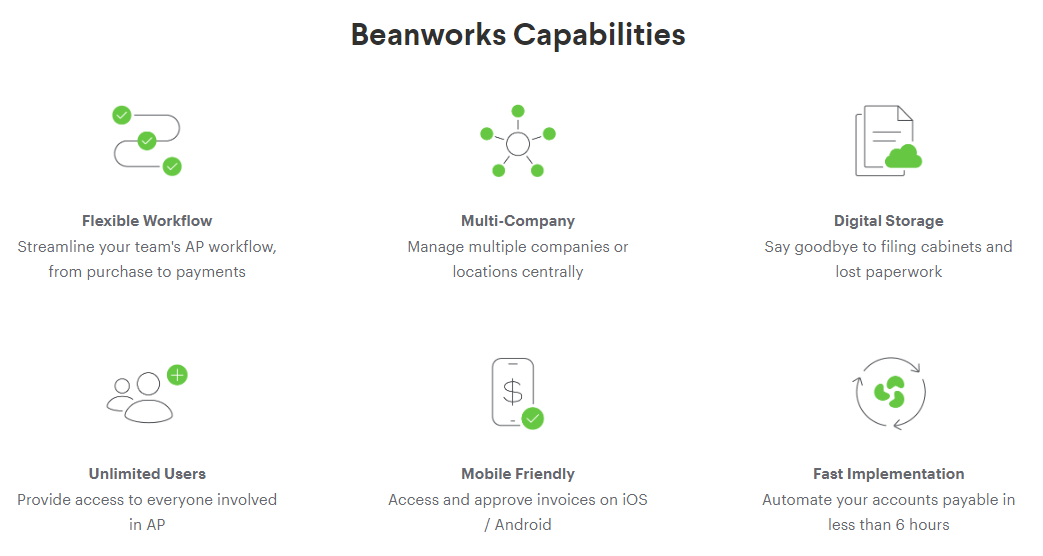 Beanworks Capabilities
Flexible Workflow
Streamline your team's AP workflow,
from purchase to payments
Multi-Company
Manage multiple companies or
locations centrally
Digital Storage
Say goodbye to filing cabinets and
lost paperwork
$
Unlimited Users
Provide access to everyone involved
in AP
Mobile Friendly
Access and approve invoices on iOS
/ Android
Fast Implementation
Automate your accounts payable in
less than 6 hours